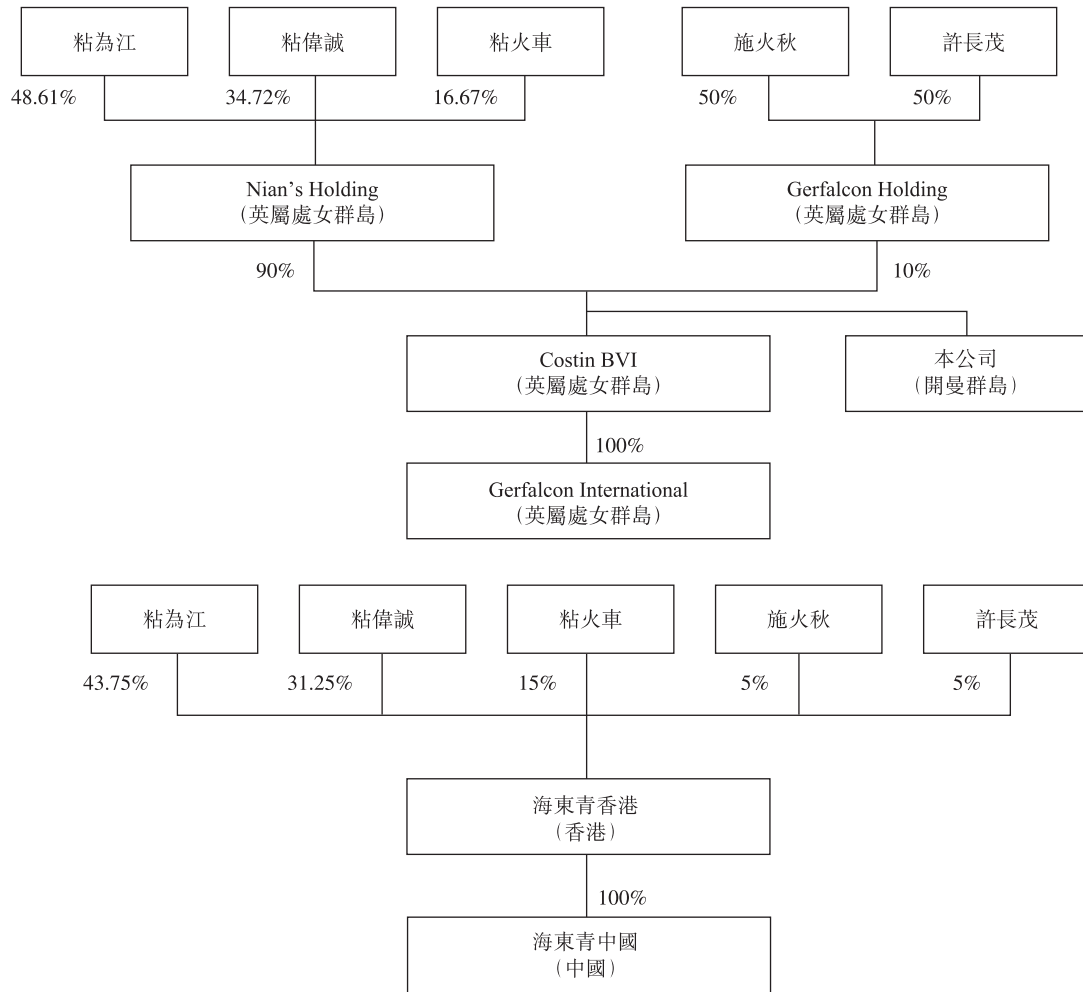 粘為江
粘偉誠
粘火車
施火秋
許長茂
48.61%
34.72%
16.67%
50%
50%
Nian's Holding
（英屬處女群島）
Gerfalcon Holding
（英屬處女群島）
90%
10%
Costin BVI
（英屬處女群島）
本公司
（開曼群島）
100%
Gerfalcon International
（英屬處女群島）
粘為江
粘偉誠
粘火車
施火秋
許長茂
43.75%
31.25%
15%
5%
5%
海東青香港
（香港）
100%
海東青中國
（中國）